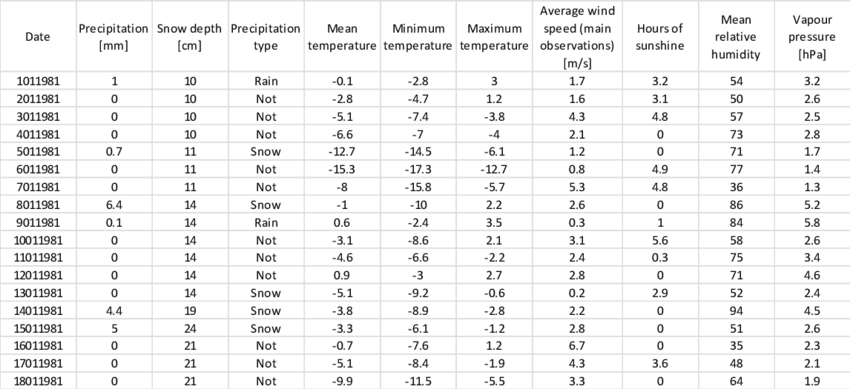 Date Precipitation [mm] Snow depth [cm] Precipitation type Mean temperature Minimum temperature Maximum temperature Average wind speed (main observations) [m/s] Hours of sunshine Mean relative humidity Vapour pressure [hPa]
1011981 1 10 Rain -0.1 -2.8 3 1.7 3.2 54 3.2
2011981 0 10 Not -2.8 -4.7 1.2 1.6 3.1 50 2.6
3011981 0 10 Not -5.1 -7.4 -3.8 4.3 4.8 57 2.5
4011981 0 10 Not -6.6 -7 -4 2.1 0 73 2.8
5011981 0.7 11 Snow -12.7 -14.5 -6.1 1.2 0 71 1.7
6011981 0 11 Not -15.3 -17.3 -12.7 0.8 4.9 77 1.4
7011981 0 11 Not -8 -15.8 -5.7 5.3 4.8 36 1.3
8011981 6.4 14 Snow -1 -10 2.2 2.6 0 86 5.2
9011981 0.1 14 Rain 0.6 -2.4 3.5 0.3 1 84 5.8
10011981 0 14 Not -3.1 -8.6 2.1 3.1 5.6 58 2.6
11011981 0 14 Not -4.6 -6.6 -2.2 2.4 0.3 75 3.4
12011981 0 14 Not 0.9 -3 2.7 2.8 0 71 4.6
13011981 0 14 Snow -5.1 -9.2 -0.6 0.2 2.9 52 2.4
14011981 4.4 19 Snow -3.8 -8.9 -2.8 2.2 0 94 4.5
15011981 5 24 Snow -3.3 -6.1 -1.2 2.8 0 51 2.6
16011981 0 21 Not -0.7 -7.6 1.2 6.7 0 35 2.3
17011981 0 21 Not -5.1 -8.4 -1.9 4.3 3.6 48 2.1
18011981 0 21 Not -9.9 -11.5 -5.5 3.3 0 64 1.9